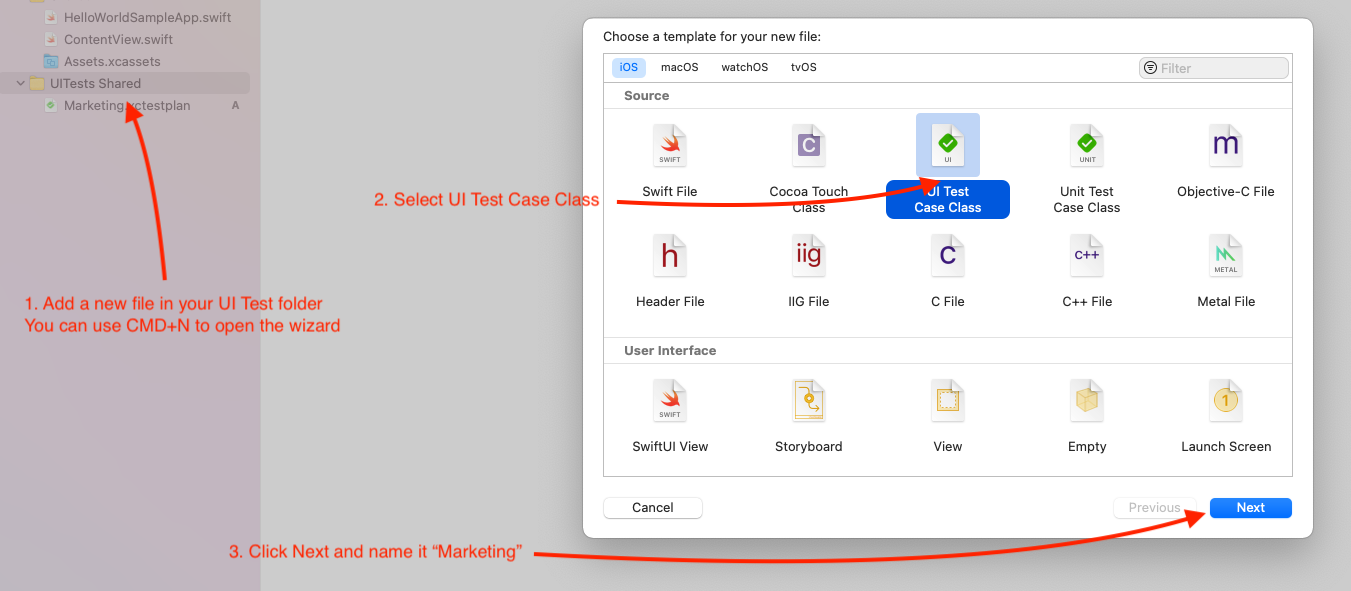 HelloWorldSampleApp.swift
ContentView.swift
Assets.xcassets
UITests Shared
Marketing.xctestplan A
1. Add a new file in your UI Test folder
You can use CMD+N to open the wizard
2. Select UI Test Case Class
3. Click Next and name it “Marketing”
Choose a template for your new file:
iOS macOS watchOS tvOS Filter
Source
SWIFT C UI UNIT m
Swift File
Cocoa Touch
Class
UI Test
Case Class
Unit Test
Case Class
Objective-C File
h iig C C++ METAL
Header File IIG File C File C++ File Metal File
User Interface
SWIFT 1
SwiftUI View Storyboard View Empty Launch Screen
Cancel Previous Next